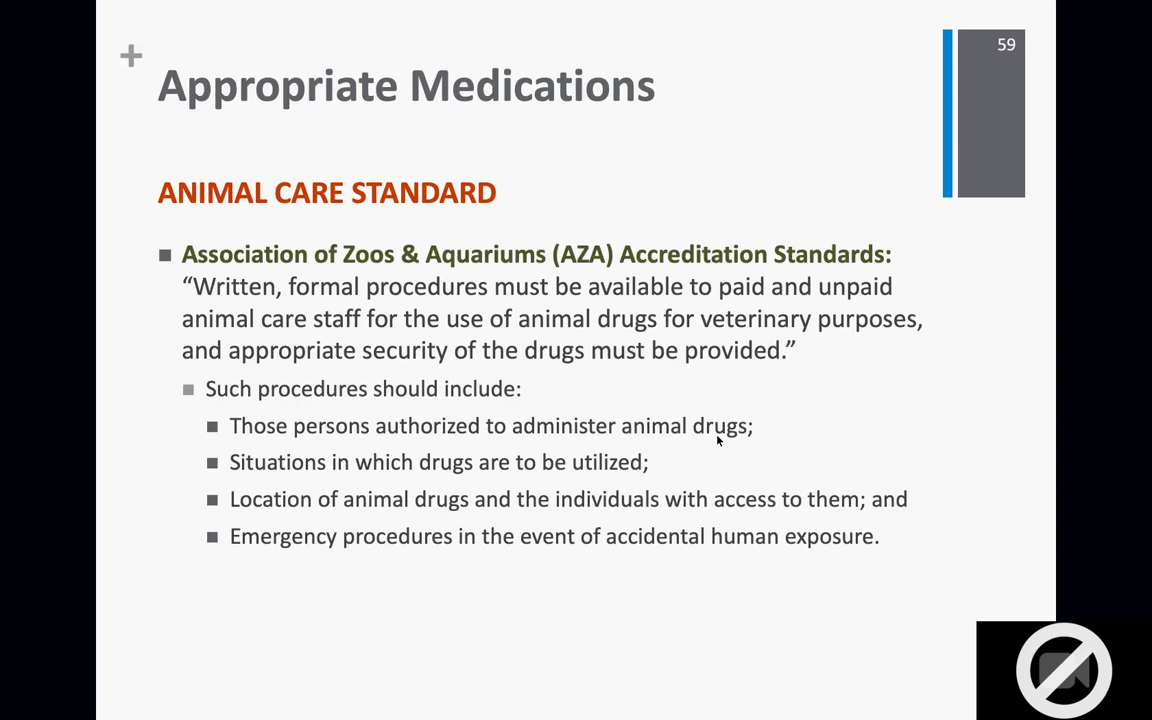 59
+
Appropriate Medications
ANIMAL CARE STANDARD
■ Association of Zoos & Aquariums (AZA) Accreditation Standards:
“Written, formal procedures must be available to paid and unpaid
animal care staff for the use of animal drugs for veterinary purposes,
and appropriate security of the drugs must be provided.”
■ Such procedures should include:
■ Those persons authorized to administer animal drugs;
■ Situations in which drugs are to be utilized;
■ Location of animal drugs and the individuals with access to them; and
■ Emergency procedures in the event of accidental human exposure.